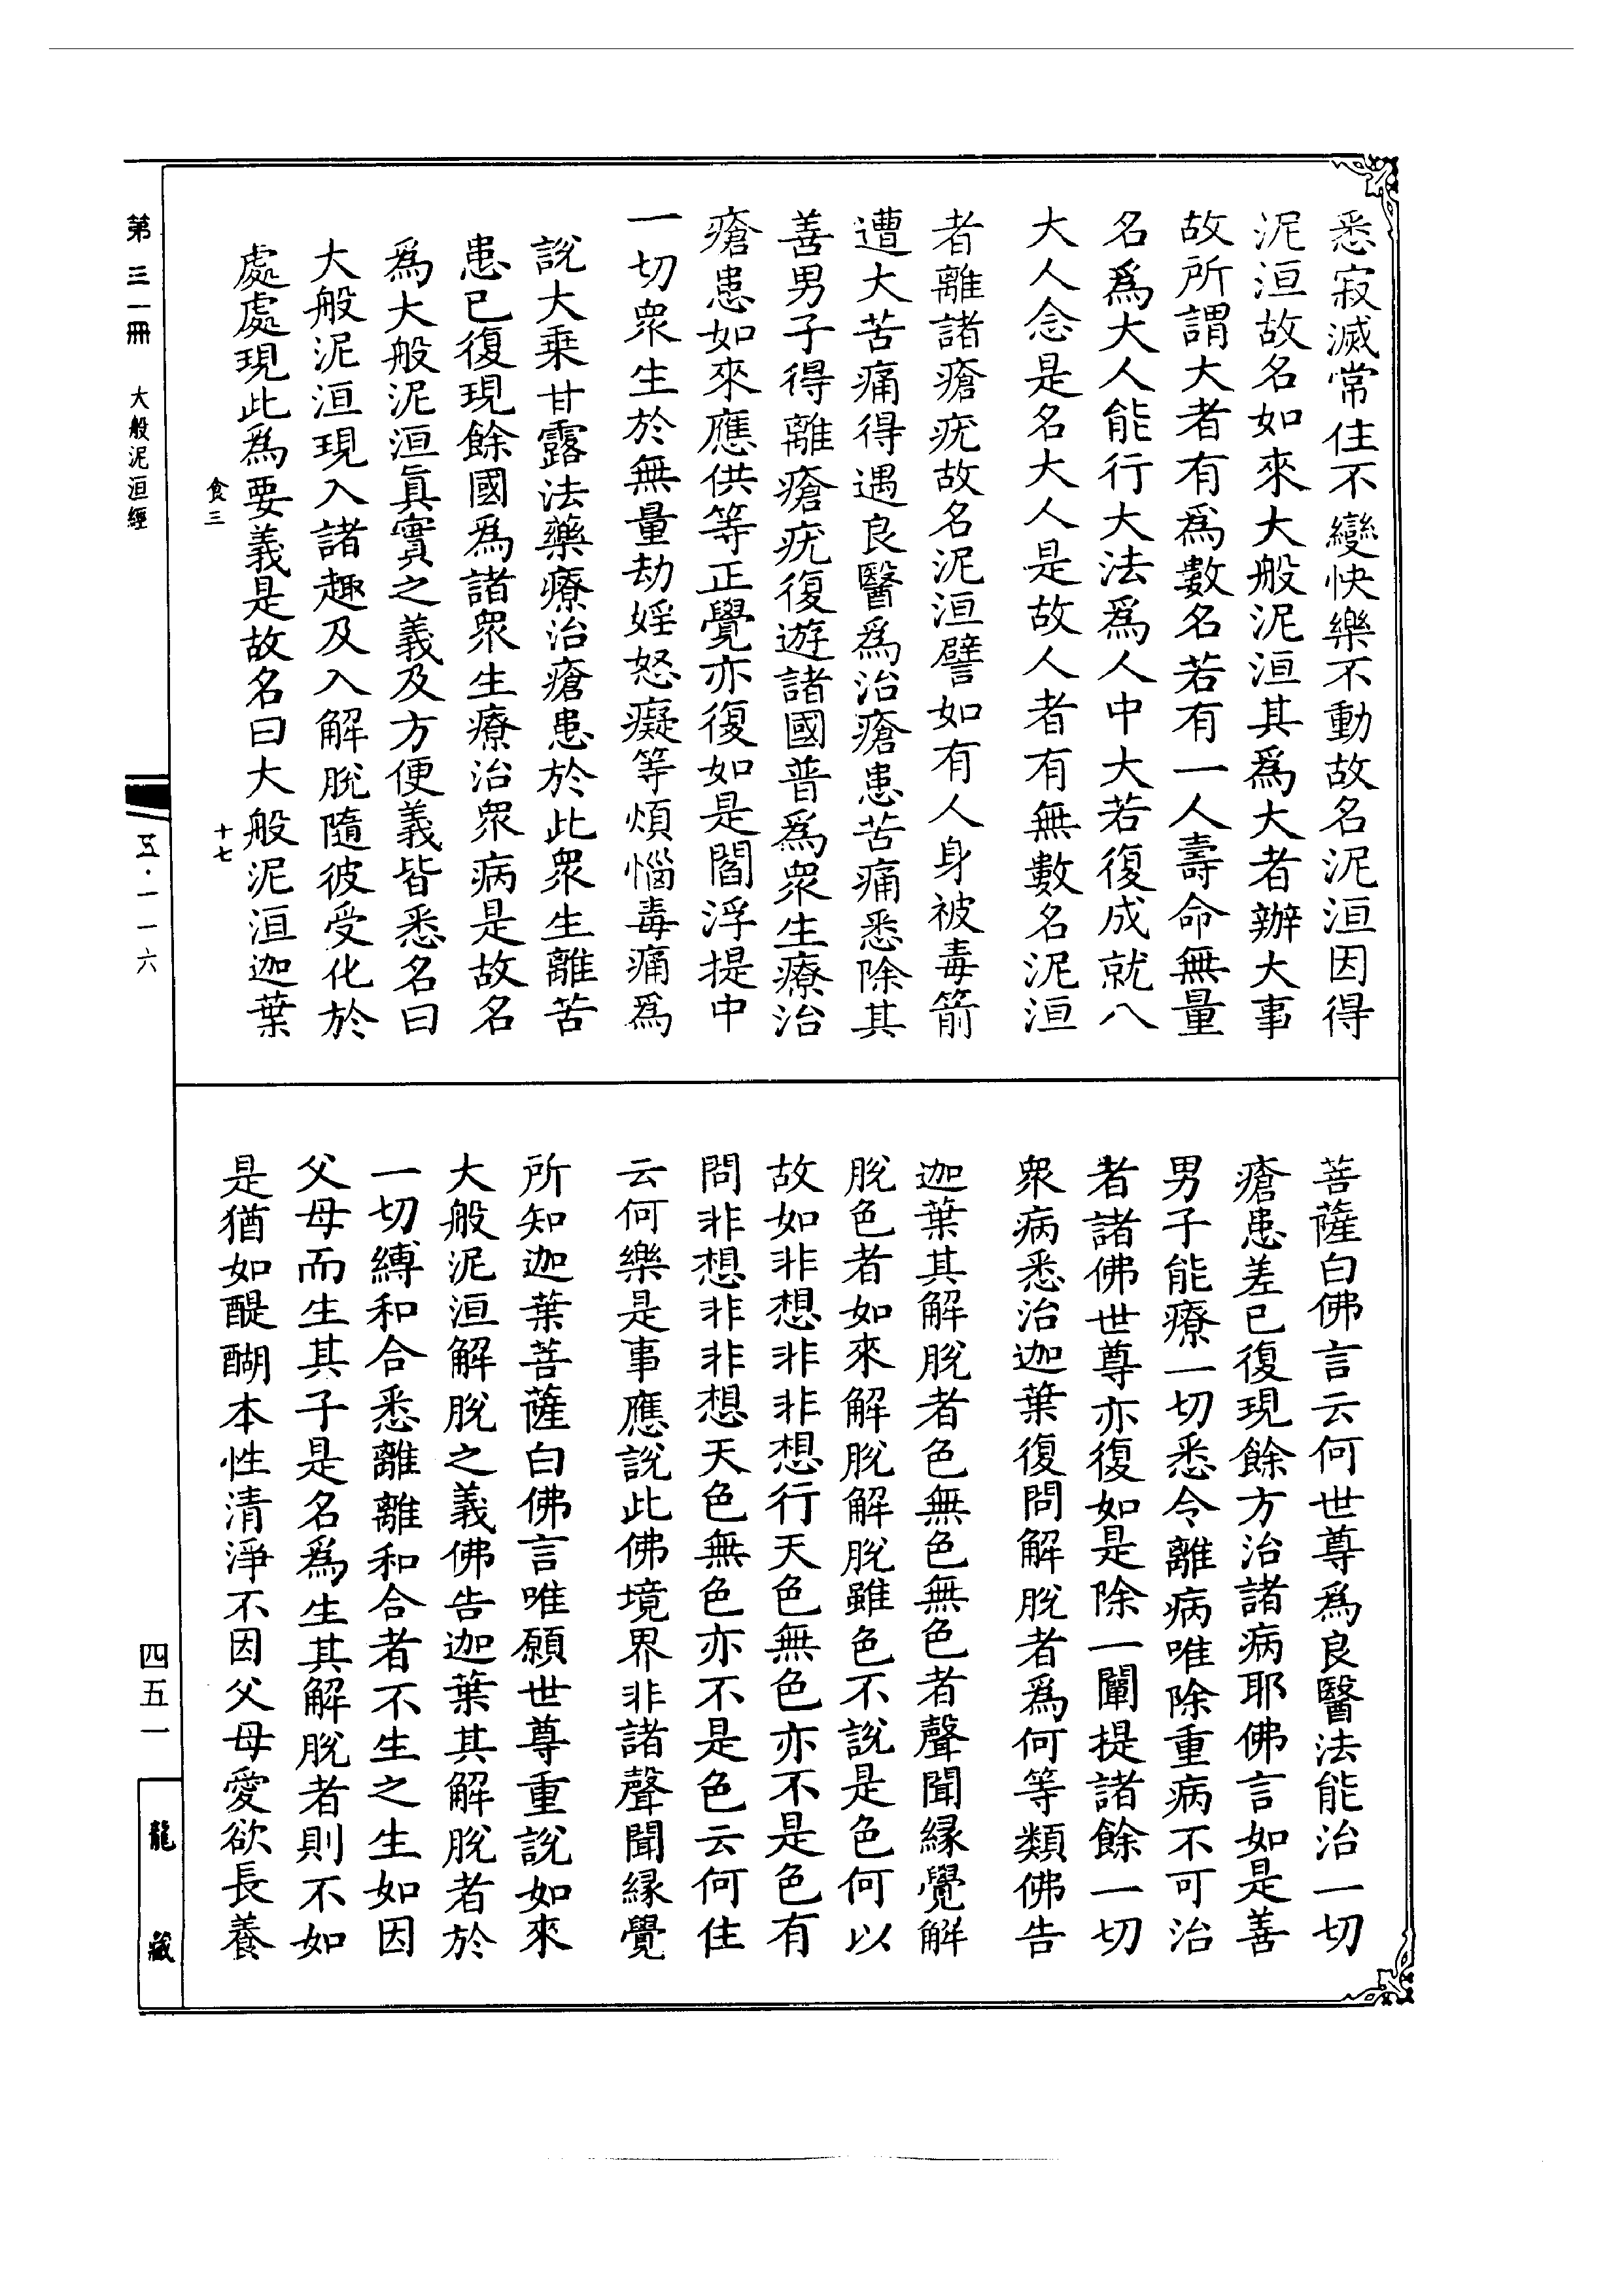 悉寂滅常住不變快樂不動故名泥洹因得
泥洹故名如來大般泥洹其爲大者辦大事
故所謂大者有爲數名若有一人壽命無量
名爲大人能行大法爲人中大若復成就八
大人念是名大人是故人者有無數名泥洹
者離諸瘡疣故名泥洹譬如有人身被毒箭
遭大苦痛得遇良醫爲治瘡患苦痛悉除其
善男子得離瘡疣復遊諸國普爲衆生療治
瘡患如來應供等正覺亦復如是閻浮提中
一切衆生於無量劫婬怒癡等煩惱毒痛爲
說大乗甘露法藥療治瘡患於此衆生離苦
患已復現餘國爲諸衆生療治衆病是故名
爲大般泥洹眞實之義及方便義皆悉名曰
大般泥洹現入諸趣及入解脫隨彼受化於
處處現此爲要義是故名曰大般泥洹迦葉
食三
十七
菩薩白佛言云何世尊爲良醫法能治一切
瘡患差已復現餘方治諸病耶佛言如是善
男子能療一切悉令離病唯除重病不可治
者諸佛世尊亦復如是除一闡提諸餘一切
衆病悉治迦葉復問解脫者爲何等類佛告
迦葉其解脫者色無色無色者聲聞緣覺解
脫色者如來解脫解脫雖色不說是色何以
故如非想非非想行天色無色亦不是色有
問非想非非想天色無色亦不是色云何住
云何樂是事應說此佛境界非諸聲聞緣覺
所知迦葉菩薩白佛言唯願世尊重說如來
大般泥洹解脫之義佛告迦葉其解脫者於
一切縛和合悉離離和合者不生之生如因
父母而生其子是名爲生其解脫者則不如
是猶如醍醐本性清淨不因父母愛欲長養
第三一冊
大般泥洹經
五·一一六
四五一
龍藏